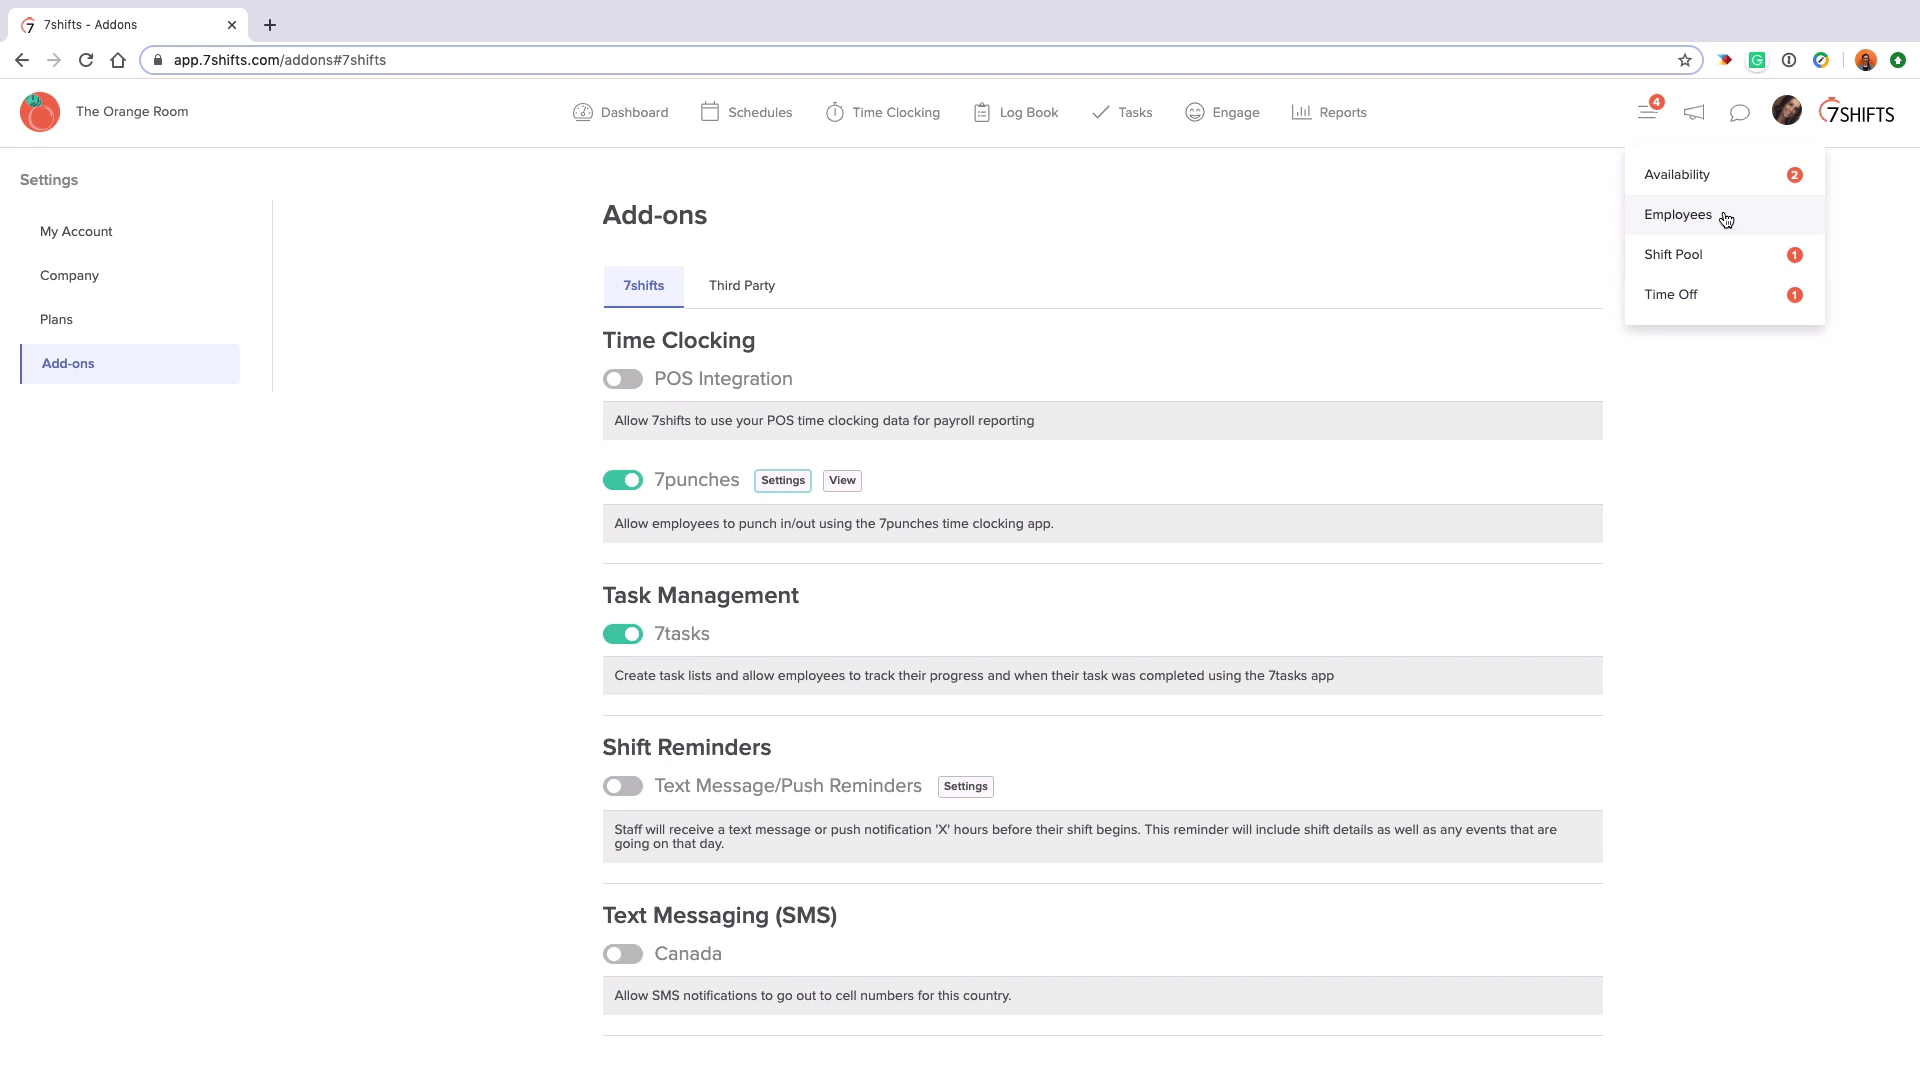 7shifts - Addons
app.7shifts.com/addons#7shifts
The Orange Room
Dashboard
Schedules
Time Clocking
Log Book
Tasks
Engage
Reports
4
7SHIFTS
Availability 2
Employees
Shift Pool 1
Time Off 1
Settings
My Account
Company
Plans
Add-ons
Add-ons
7shifts
Third Party
Time Clocking
POS Integration
Allow 7shifts to use your POS time clocking data for payroll reporting
7punches Settings View
Allow employees to punch in/out using the 7punches time clocking app.
Task Management
7tasks
Create task lists and allow employees to track their progress and when their task was completed using the 7tasks app
Shift Reminders
Text Message/Push Reminders Settings
Staff will receive a text message or push notification 'X' hours before their shift begins. This reminder will include shift details as well as any events that are
going on that day.
Text Messaging (SMS)
Canada
Allow SMS notifications to go out to cell numbers for this country.